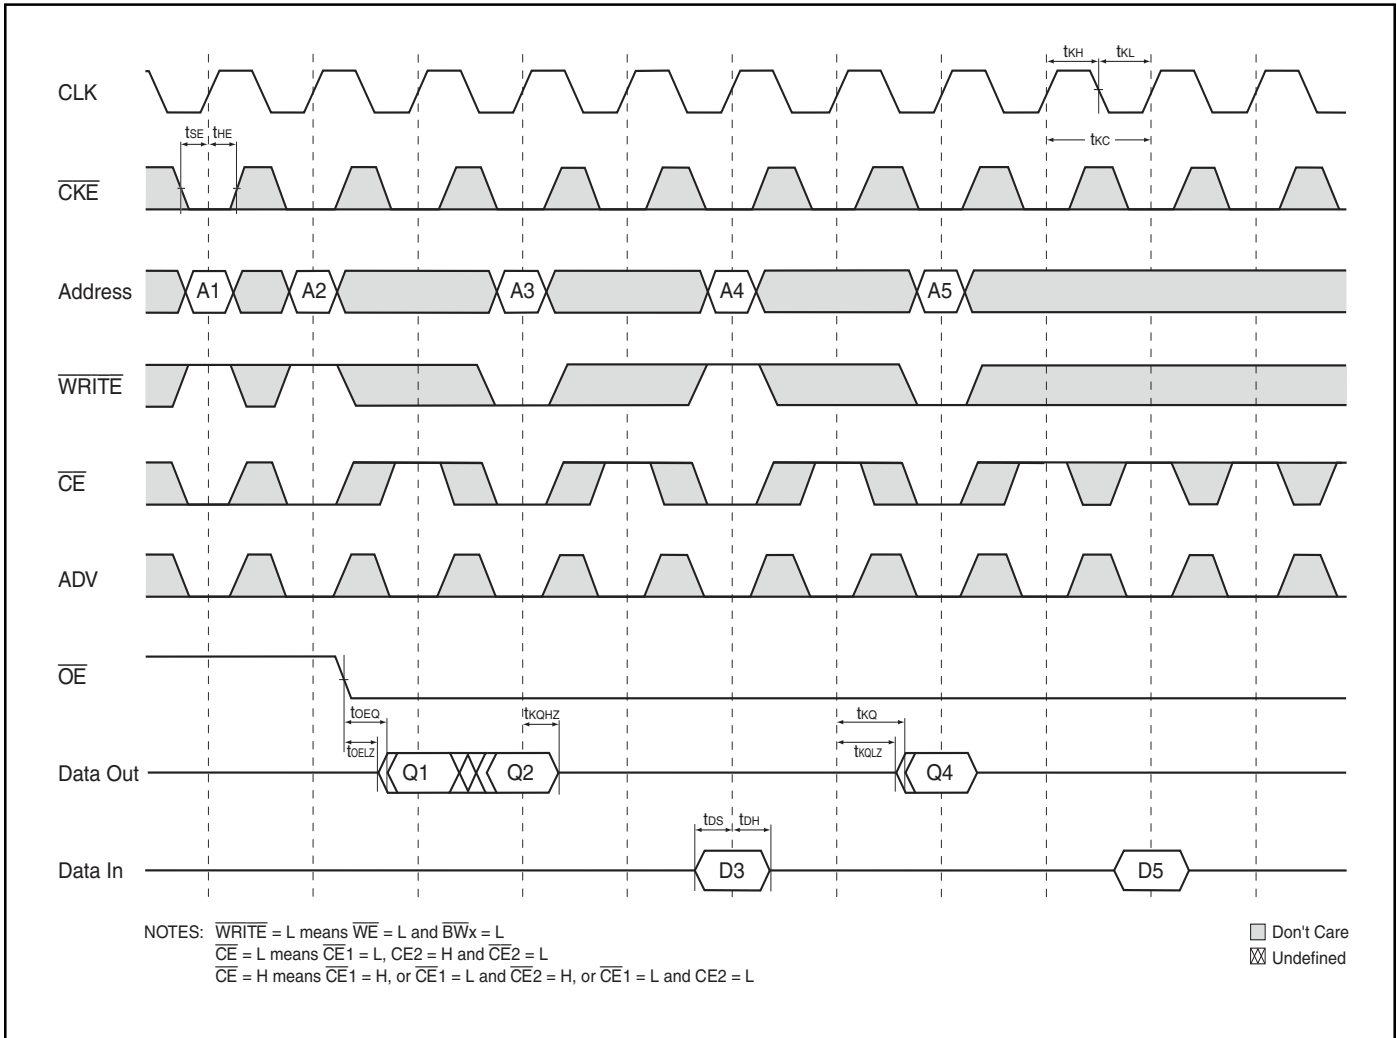 tKH tKL
CLK
tSE tHE
tKC
CKE
Address A1 A2 A3 A4 A5
WRITE
CE
ADV
OE
tOEQ tKQHZ tKQ
tOELZ tKQLZ
Data Out Q1 Q2 Q4
tDS tDH
Data In D3 D5
NOTES: WRITE = L means WE = L and BWx = L
CE = L means CE1 = L, CE2 = H and CE2 = L
CE = H means CE1 = H, or CE1 = L and CE2 = H, or CE1 = L and CE2 = L
Don't Care
Undefined